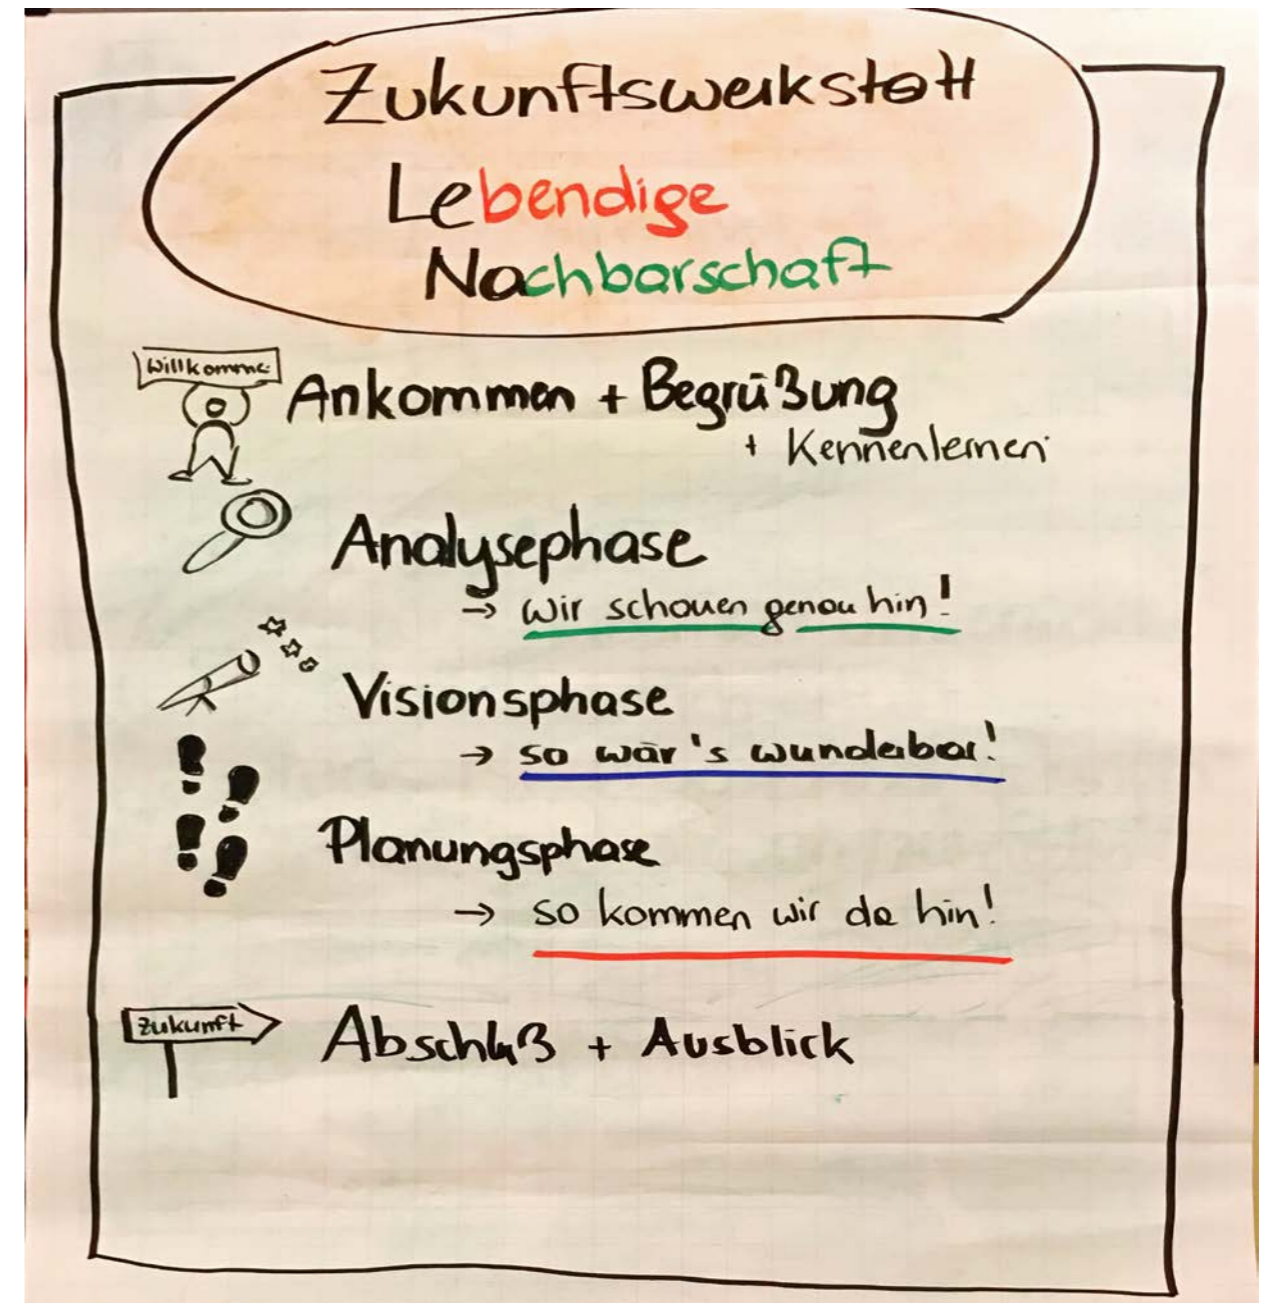 Zukunftswerkstatt
Lebendige
Nachbarschaft
Willkomme
Ankommen + Begrüßung
+ Kennenlernen
Analysephase
→ wir schauen genau hin!
Visionsphase
→ so wär's wunderbar!
Planungsphase
→ so kommen wir da hin!
Zukunft
Abschluß + Ausblick